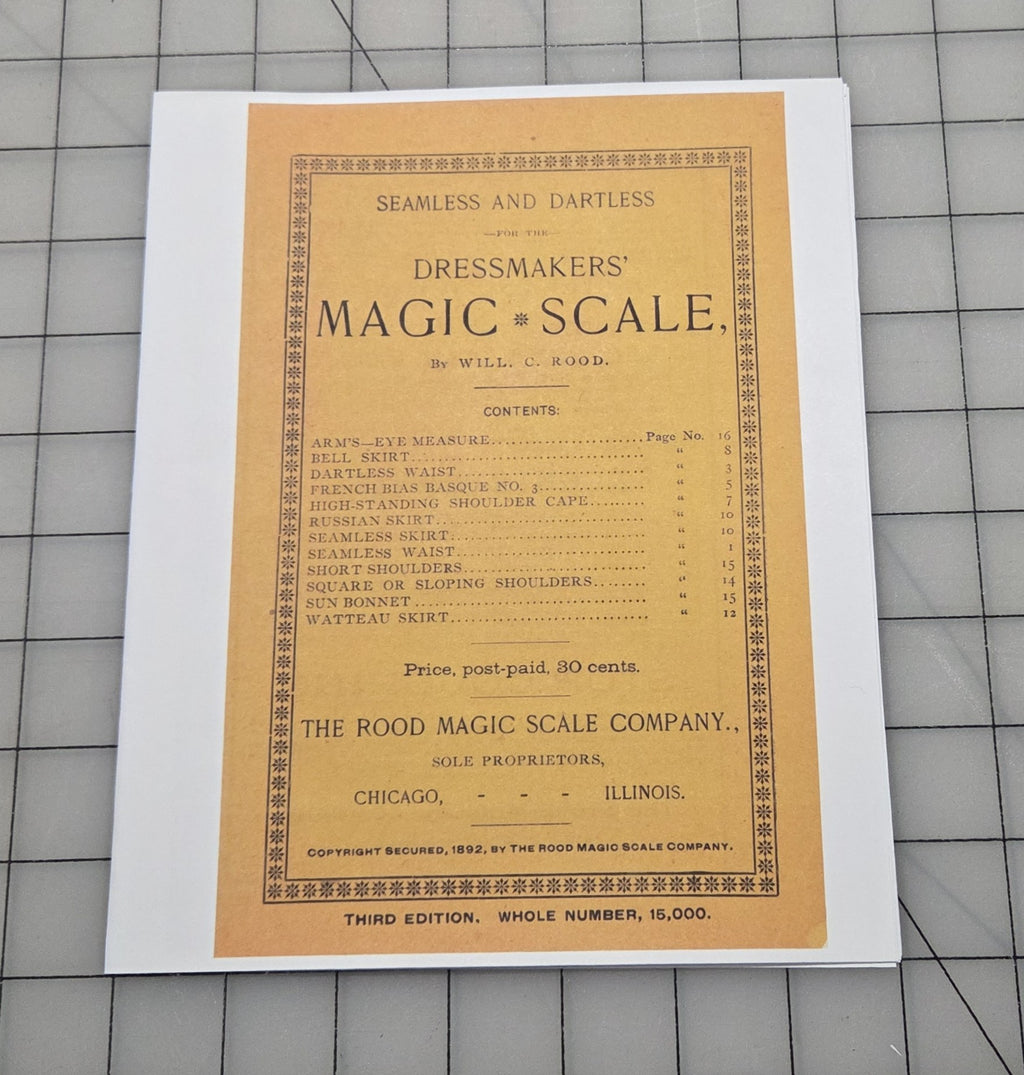 SEAMLESS AND DARTLESS
—FOR THE—
DRESSMAKERS'
MAGIC * SCALE,
By WILL. C. ROOD.
CONTENTS:
ARM'S—EYE MEASURE........................Page No. 16
BELL SKIRT........................................ “ 8
DARTLESS WAIST................................ “ 3
FRENCH BIAS BASQUE NO. 3.................. “ 5
HIGH-STANDING SHOULDER CAPE......... “ 7
RUSSIAN SKIRT.................................... “ 10
SEAMLESS SKIRT................................. “ 10
SEAMLESS WAIST................................ “ 1
SHORT SHOULDERS.............................. “ 15
SQUARE OR SLOPING SHOULDERS........ “ 14
SUN BONNET ....................................... “ 15
WATTEAU SKIRT.................................. “ 12
Price, post-paid, 30 cents.
THE ROOD MAGIC SCALE COMPANY.,
SOLE PROPRIETORS,
CHICAGO, - - - ILLINOIS.
COPYRIGHT SECURED, 1892, BY THE ROOD MAGIC SCALE COMPANY.
THIRD EDITION. WHOLE NUMBER, 15,000.